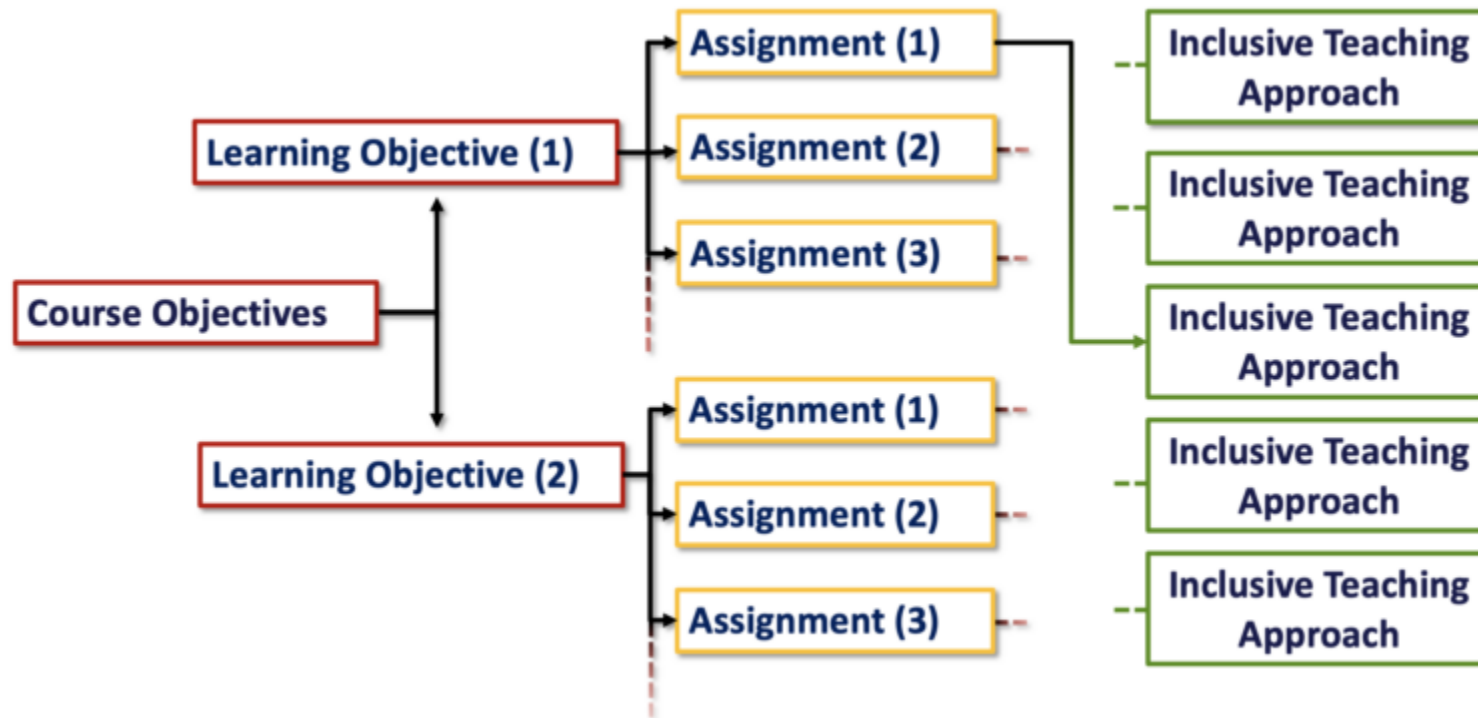 Course Objectives
Learning Objective (1)
Assignment (1)
Assignment (2)
Assignment (3)
Learning Objective (2)
Assignment (1)
Assignment (2)
Assignment (3)
Inclusive Teaching
Approach
Inclusive Teaching
Approach
Inclusive Teaching
Approach
Inclusive Teaching
Approach
Inclusive Teaching
Approach